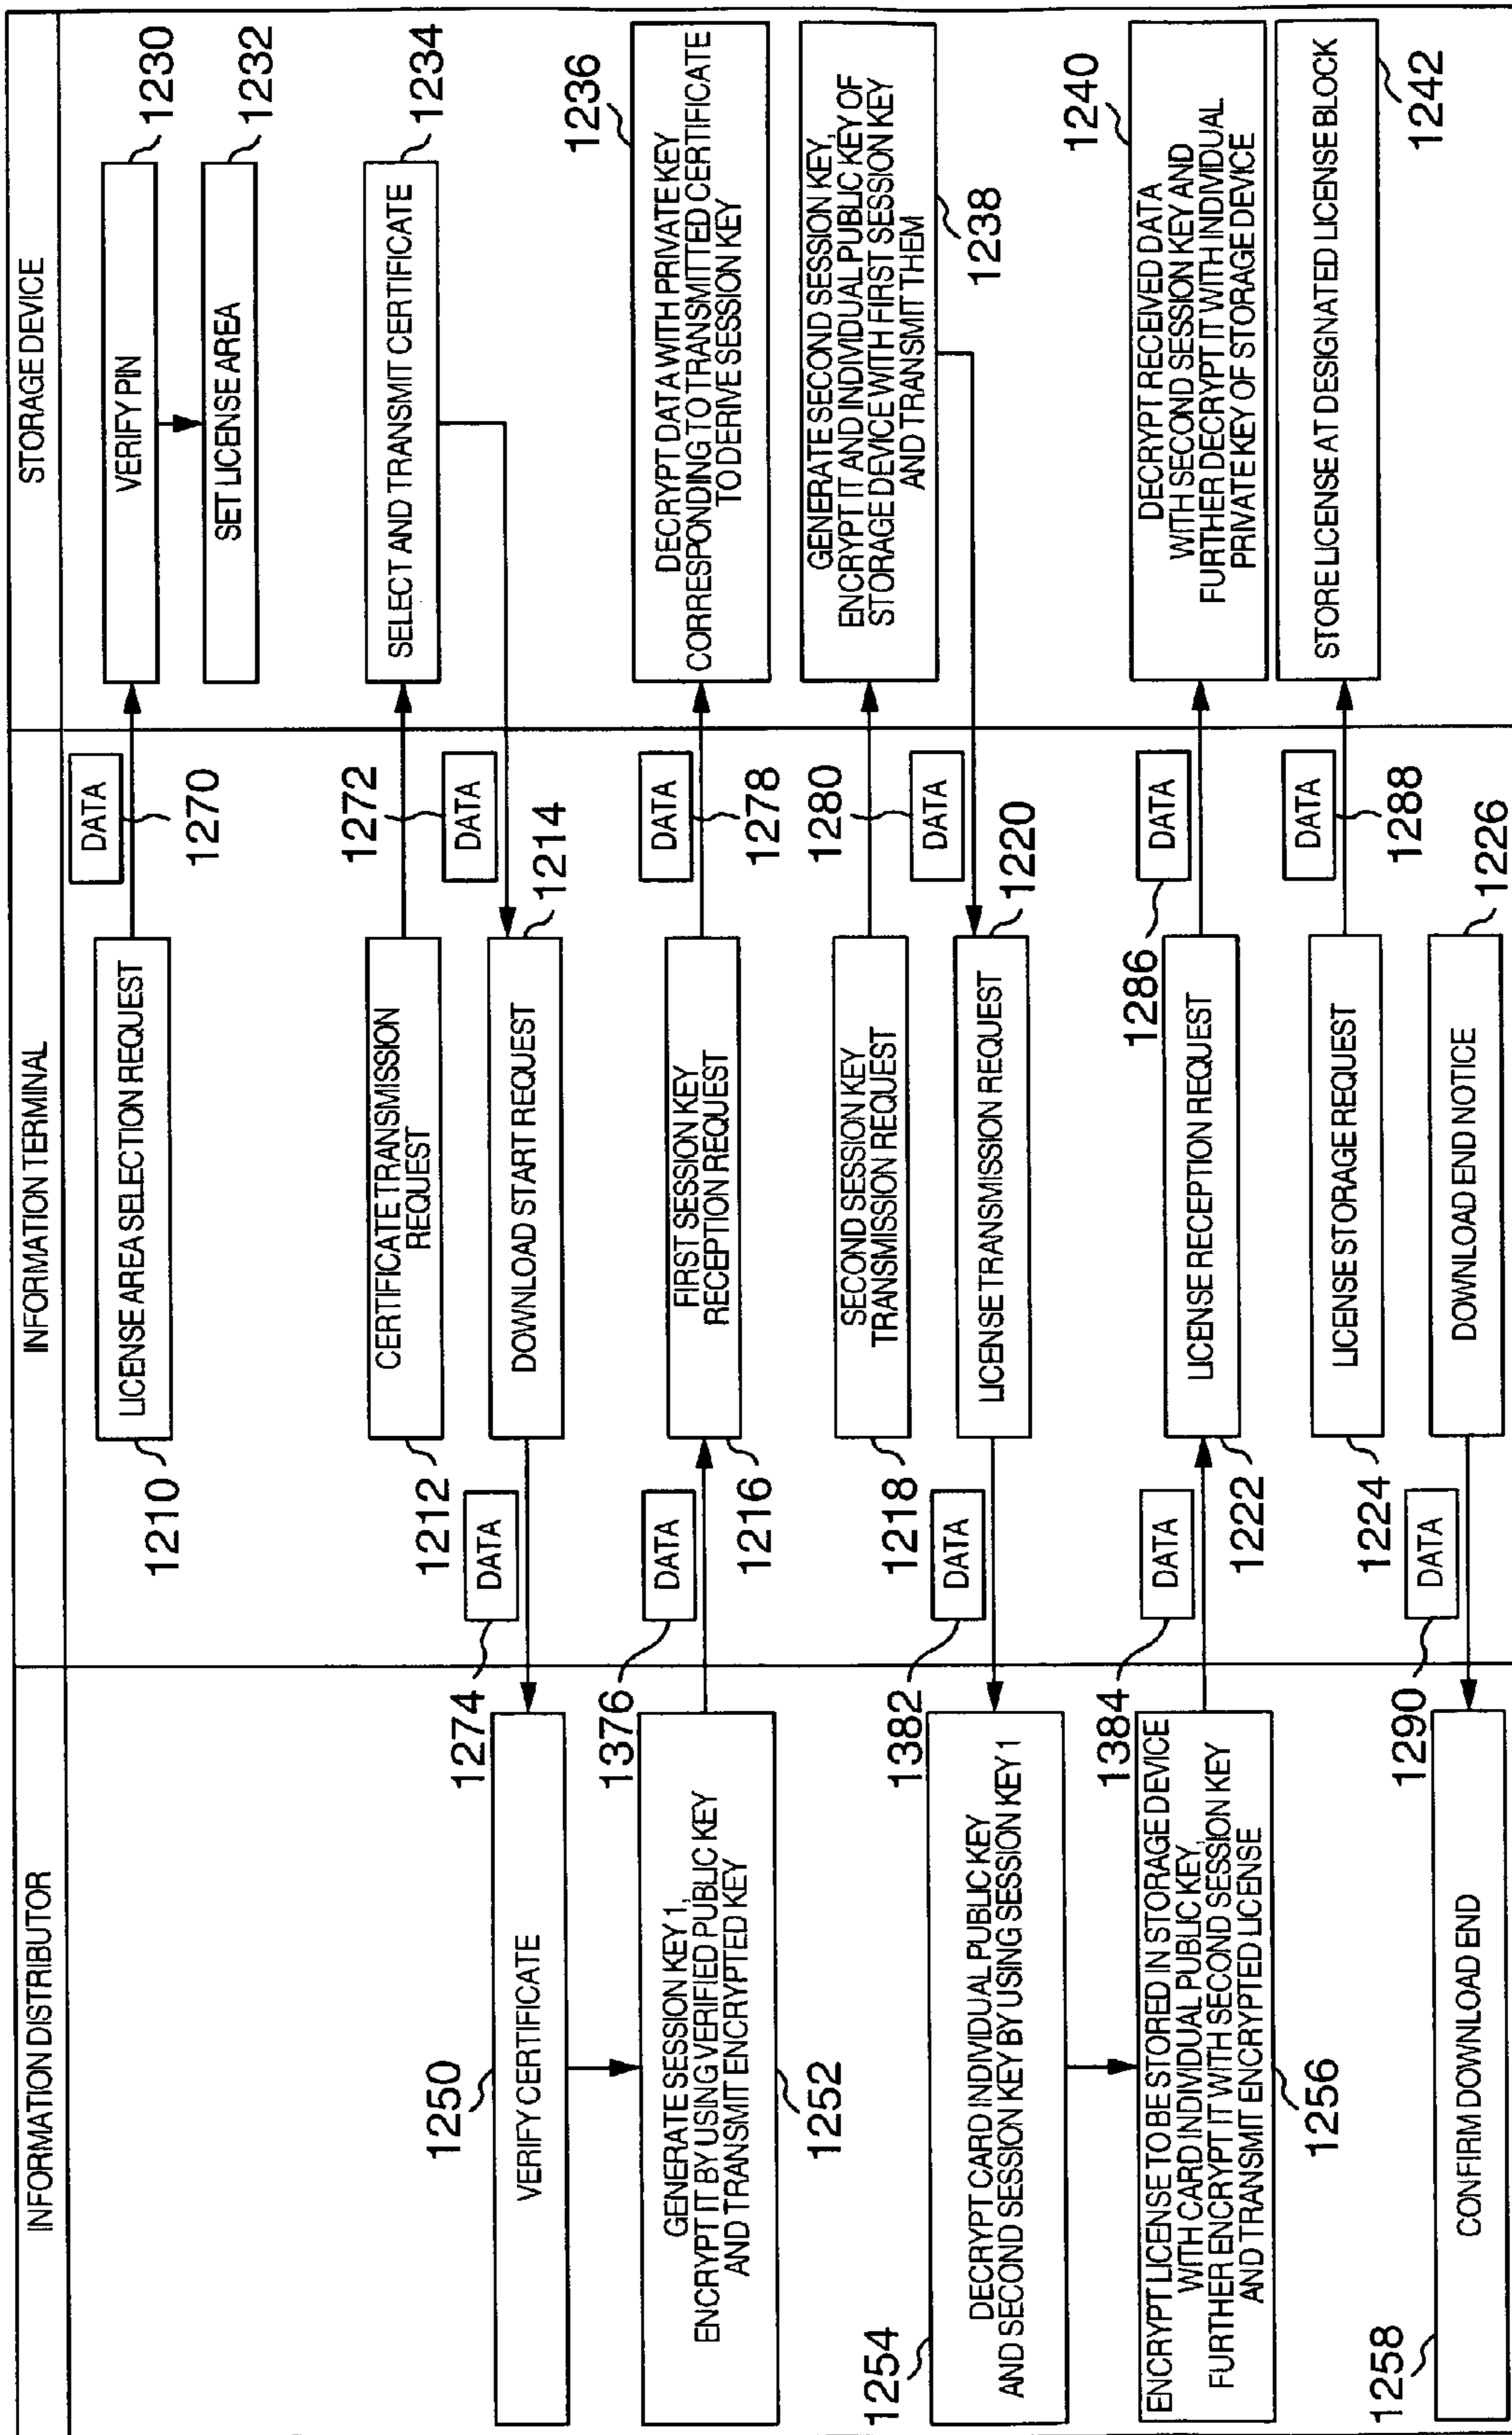 INFORMATION DISTRIBUTOR
INFORMATION TERMINAL
STORAGE DEVICE
1210
LICENSE AREA SELECTION REQUEST
DATA
1270
VERIFY PIN
1230
SET LICENSE AREA
1232
1212
CERTIFICATE TRANSMISSION
REQUEST
1272
SELECT AND TRANSMIT CERTIFICATE
1234
DATA
1214
DOWNLOAD START REQUEST
DATA
1274
1250
VERIFY CERTIFICATE
GENERATE SESSION KEY 1,
ENCRYPT IT BY USING VERIFIED PUBLIC KEY
AND TRANSMIT ENCRYPTED KEY
1252
1376
DATA
1216
FIRST SESSION KEY
RECEPTION REQUEST
DATA
1278
DECRYPT DATA WITH PRIVATE KEY
CORRESPONDING TO TRANSMITTED CERTIFICATE
TO DERIVE SESSION KEY
1236
1218
SECOND SESSION KEY
TRANSMISSION REQUEST
1280
GENERATE SECOND SESSION KEY,
ENCRYPT IT AND INDIVIDUAL PUBLIC KEY OF
STORAGE DEVICE WITH FIRST SESSION KEY
AND TRANSMIT THEM
1238
DATA
1220
LICENSE TRANSMISSION REQUEST
DATA
1382
1254
DECRYPT CARD INDIVIDUAL PUBLIC KEY
AND SECOND SESSION KEY BY USING SESSION KEY 1
ENCRYPT LICENSE TO BE STORED IN STORAGE DEVICE
WITH CARD INDIVIDUAL PUBLIC KEY,
FURTHER ENCRYPT IT WITH SECOND SESSION KEY
AND TRANSMIT ENCRYPTED LICENSE
1256
1384
DATA
1222
LICENSE RECEPTION REQUEST
1286
DATA
DECRYPT RECEIVED DATA
WITH SECOND SESSION KEY AND
FURTHER DECRYPT IT WITH INDIVIDUAL
PRIVATE KEY OF STORAGE DEVICE
1240
1224
LICENSE STORAGE REQUEST
DATA
1288
STORE LICENSE AT DESIGNATED LICENSE BLOCK
1242
1226
DOWNLOAD END NOTICE
DATA
1290
1258
CONFIRM DOWNLOAD END